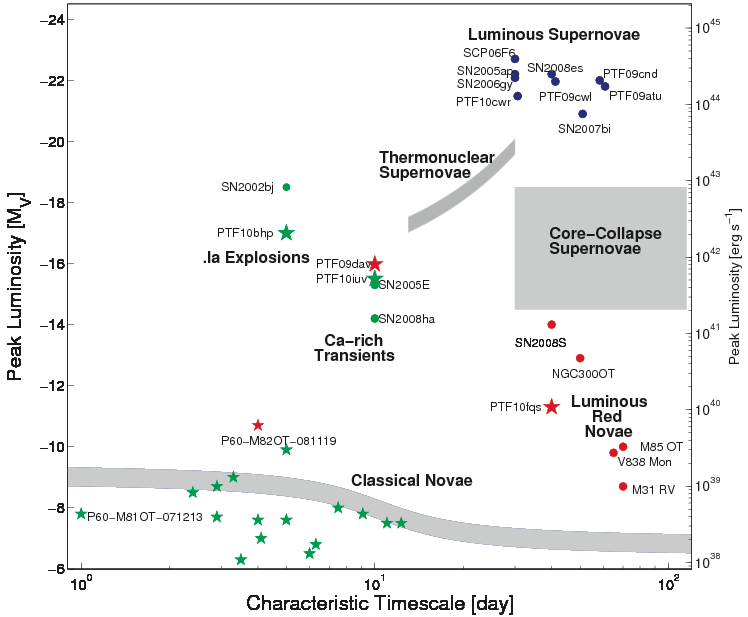 Luminous Supernovae
SCP06F6
SN2005ap
SN2008es
SN2006gy
PTF09cnd
PTF10cwr
PTF09cwl
PTF09atu
SN2007bi
Thermonuclear
Supernovae
SN2002bj
PTF10bhp
.Ia Explosions
Core−Collapse
Supernovae
PTF09dav
PTF10iuv
SN2005E
SN2008ha
Ca−rich
Transients
SN2008S
NGC300OT
PTF10fqs
Luminous
Red
Novae
P60−M82OT−081119
M85 OT
V838 Mon
M31 RV
Classical Novae
P60−M81OT−071213
−24
−22
−20
−18
−16
−14
−12
−10
−8
−6
Peak Luminosity [M_V]
10^45
10^44
10^43
10^42
10^41
10^40
10^39
10^38
Peak Luminosity [erg s^−1]
10^0
10^1
10^2
Characteristic Timescale [day]